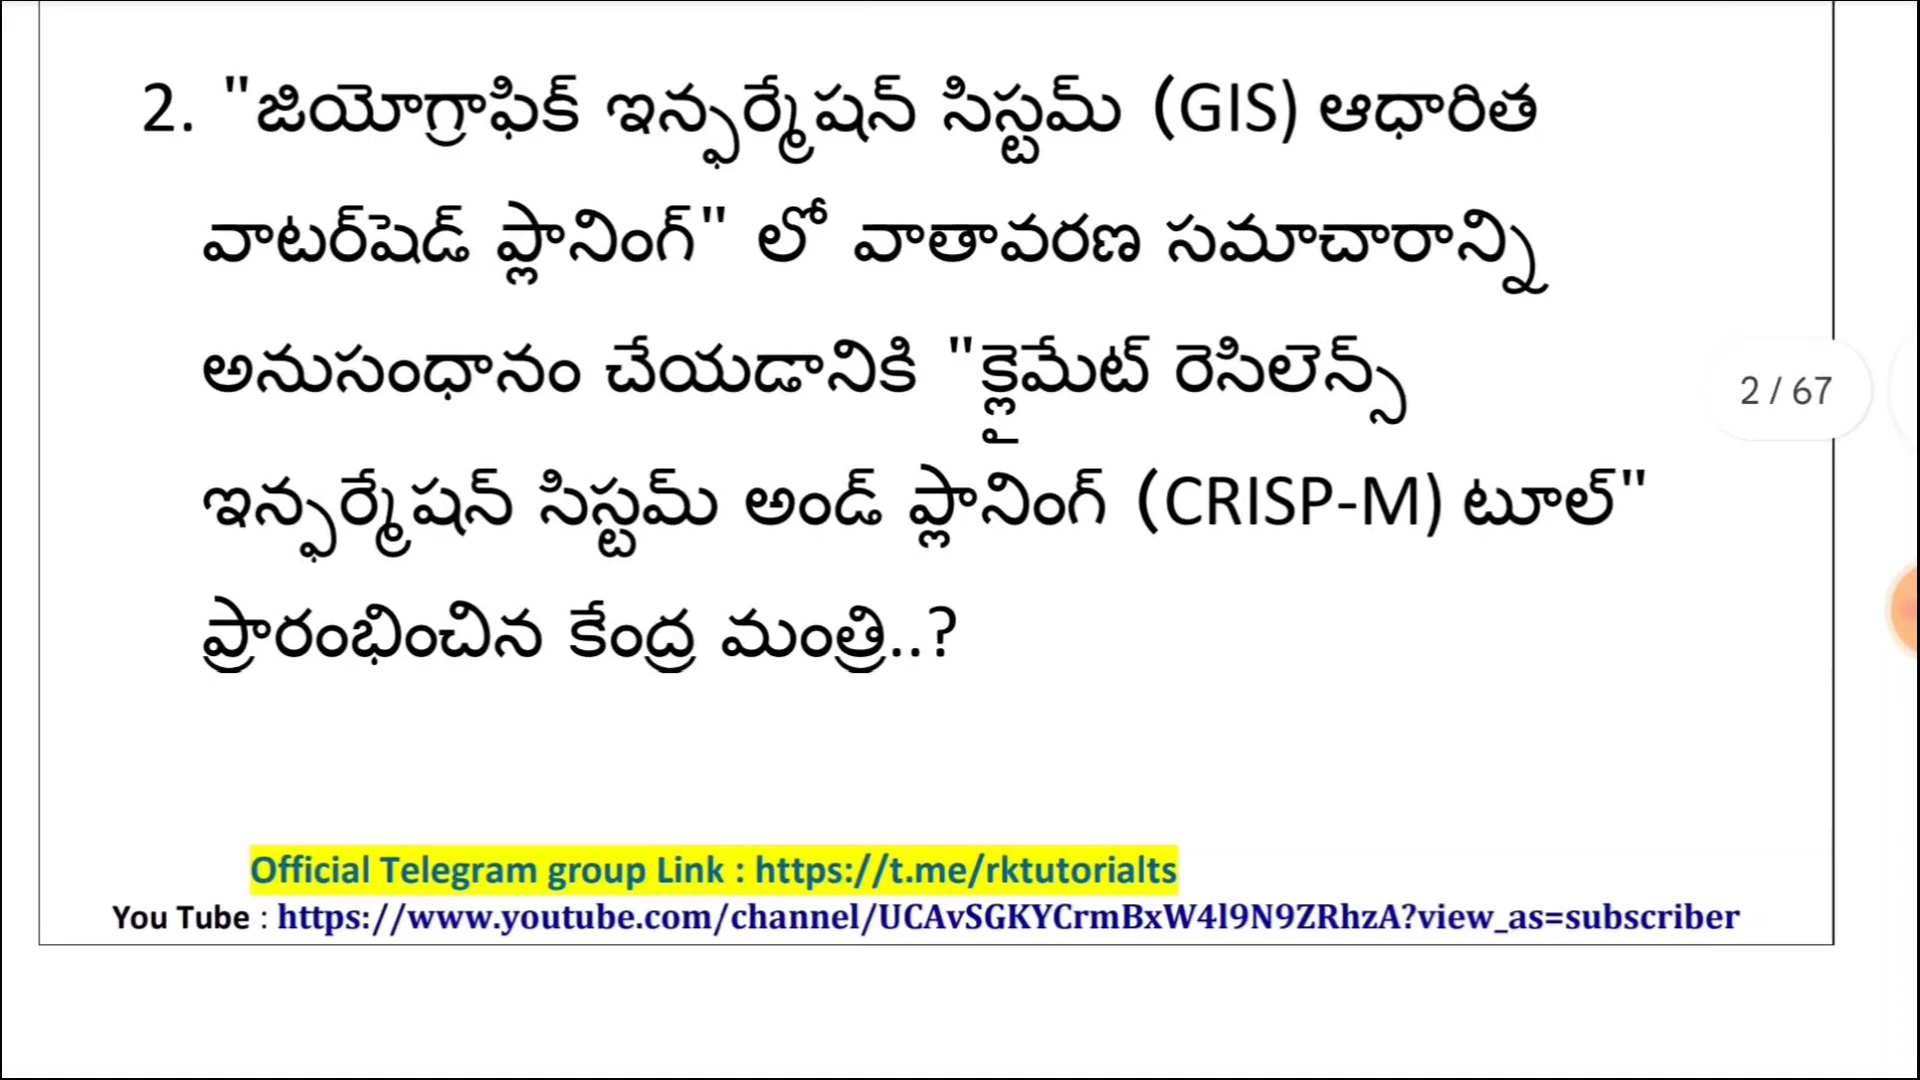 2. "జియోగ్రాఫిక్ ఇన్ఫర్మేషన్ సిస్టమ్ (GIS) ఆధారిత
వాటర్‌షెడ్ ప్లానింగ్" లో వాతావరణ సమాచారాన్ని
అనుసంధానం చేయడానికి "క్లైమేట్ రెసిలెన్స్
2 / 67
ఇన్ఫర్మేషన్ సిస్టమ్ అండ్ ప్లానింగ్ (CRISP-M) టూల్"
ప్రారంభించిన కేంద్ర మంత్రి..?
Official Telegram group Link : https://t.me/rktutorialts
You Tube : https://www.youtube.com/channel/UCAvSGKYCrmBxW4l9N9ZRhzA?view_as=subscriber